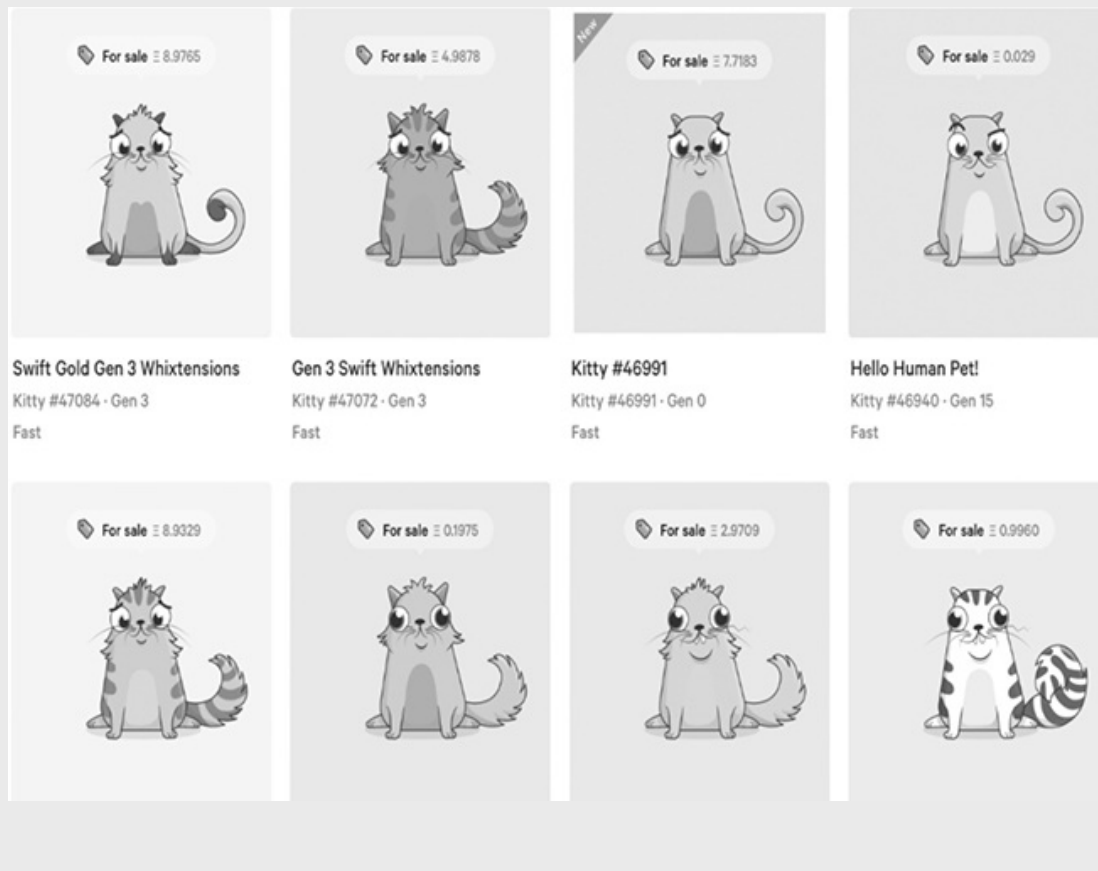 For sale Ξ 8.9765
For sale Ξ 4.9878
New
For sale Ξ 7.7183
For sale Ξ 0.029
Swift Gold Gen 3 Whixtensions
Kitty #47084 · Gen 3
Fast
Gen 3 Swift Whixtensions
Kitty #47072 · Gen 3
Fast
Kitty #46991
Kitty #46991 · Gen 0
Fast
Hello Human Pet!
Kitty #46940 · Gen 15
Fast
For sale Ξ 8.9329
For sale Ξ 0.1975
For sale Ξ 2.9709
For sale Ξ 0.9960